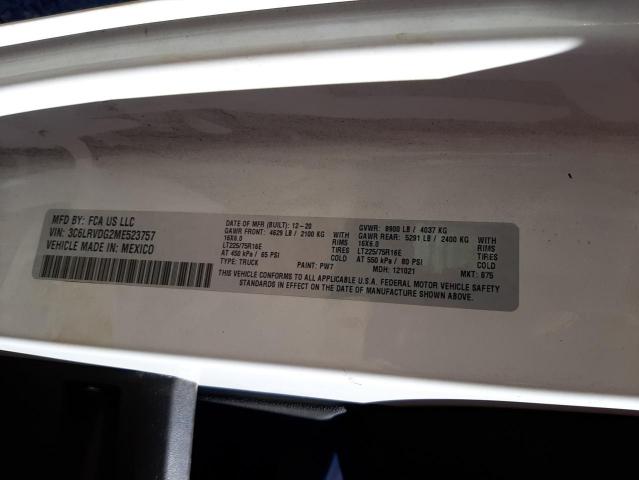 MFD BY: FCA US LLC
VIN: 3C6LRVDG2ME523757
VEHICLE MADE IN: MEXICO
DATE OF MFR (BUILT): 12-20
GAWR FRONT: 4629 LB / 2100 KG
16X6.0 RIMS
LT225/75R16E TIRES
AT 450 kPa / 65 PSI COLD
TYPE: TRUCK PAINT: PW7
GVWR: 8900 LB / 4037 KG
GAWR REAR: 5291 LB / 2400 KG
16X6.0 RIMS
LT225/75R16E TIRES
AT 550 kPa / 80 PSI COLD
MDH: 121021 MKT: 875
THIS VEHICLE CONFORMS TO ALL APPLICABLE U.S.A. FEDERAL MOTOR VEHICLE SAFETY
STANDARDS IN EFFECT ON THE DATE OF MANUFACTURE SHOWN ABOVE.